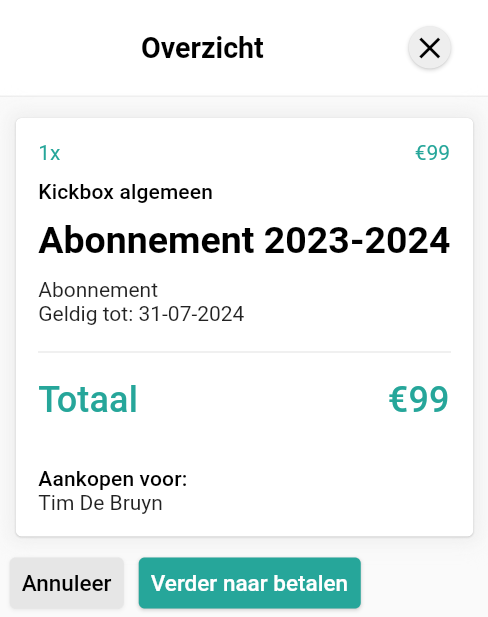 Overzicht
1x €99
Kickbox algemeen
Abonnement 2023-2024
Abonnement
Geldig tot: 31-07-2024
Totaal €99
Aankopen voor:
Tim De Bruyn
Annuleer Verder naar betalen